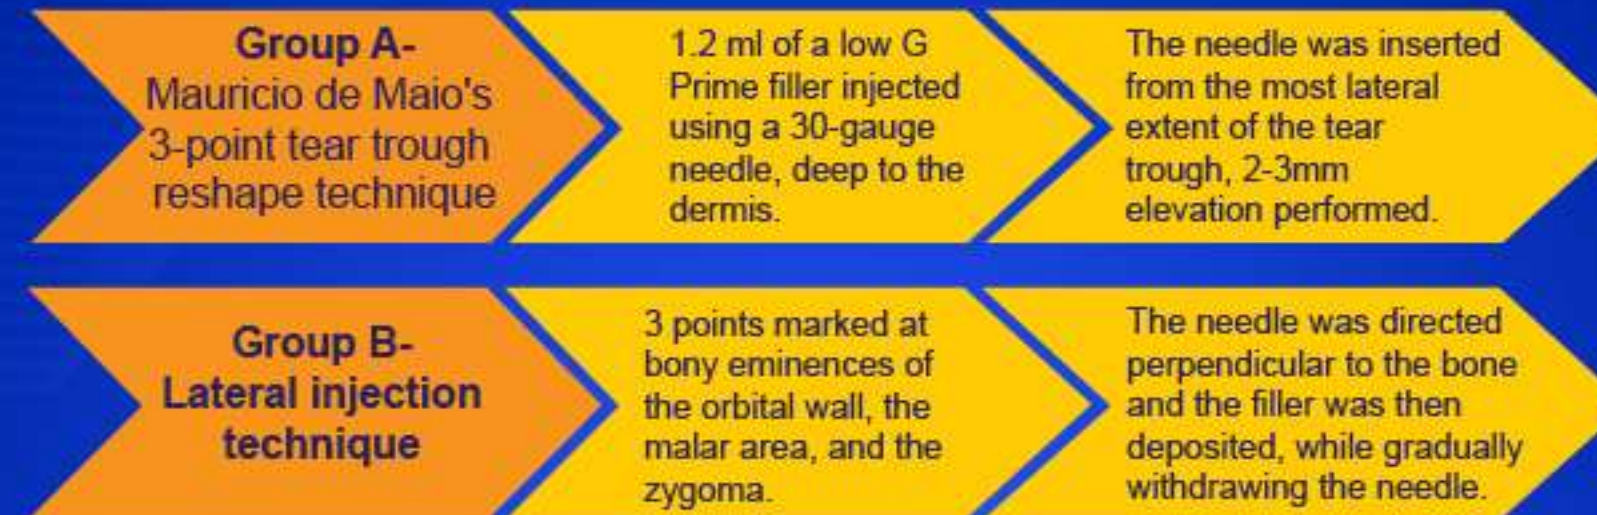 Group A-
Mauricio de Maio's
3-point tear trough
reshape technique
1.2 ml of a low G
Prime filler injected
using a 30-gauge
needle, deep to the
dermis.
The needle was inserted
from the most lateral
extent of the tear
trough, 2-3mm
elevation performed.
Group B-
Lateral injection
technique
3 points marked at
bony eminences of
the orbital wall, the
malar area, and the
zygoma.
The needle was directed
perpendicular to the bone
and the filler was then
deposited, while gradually
withdrawing the needle.